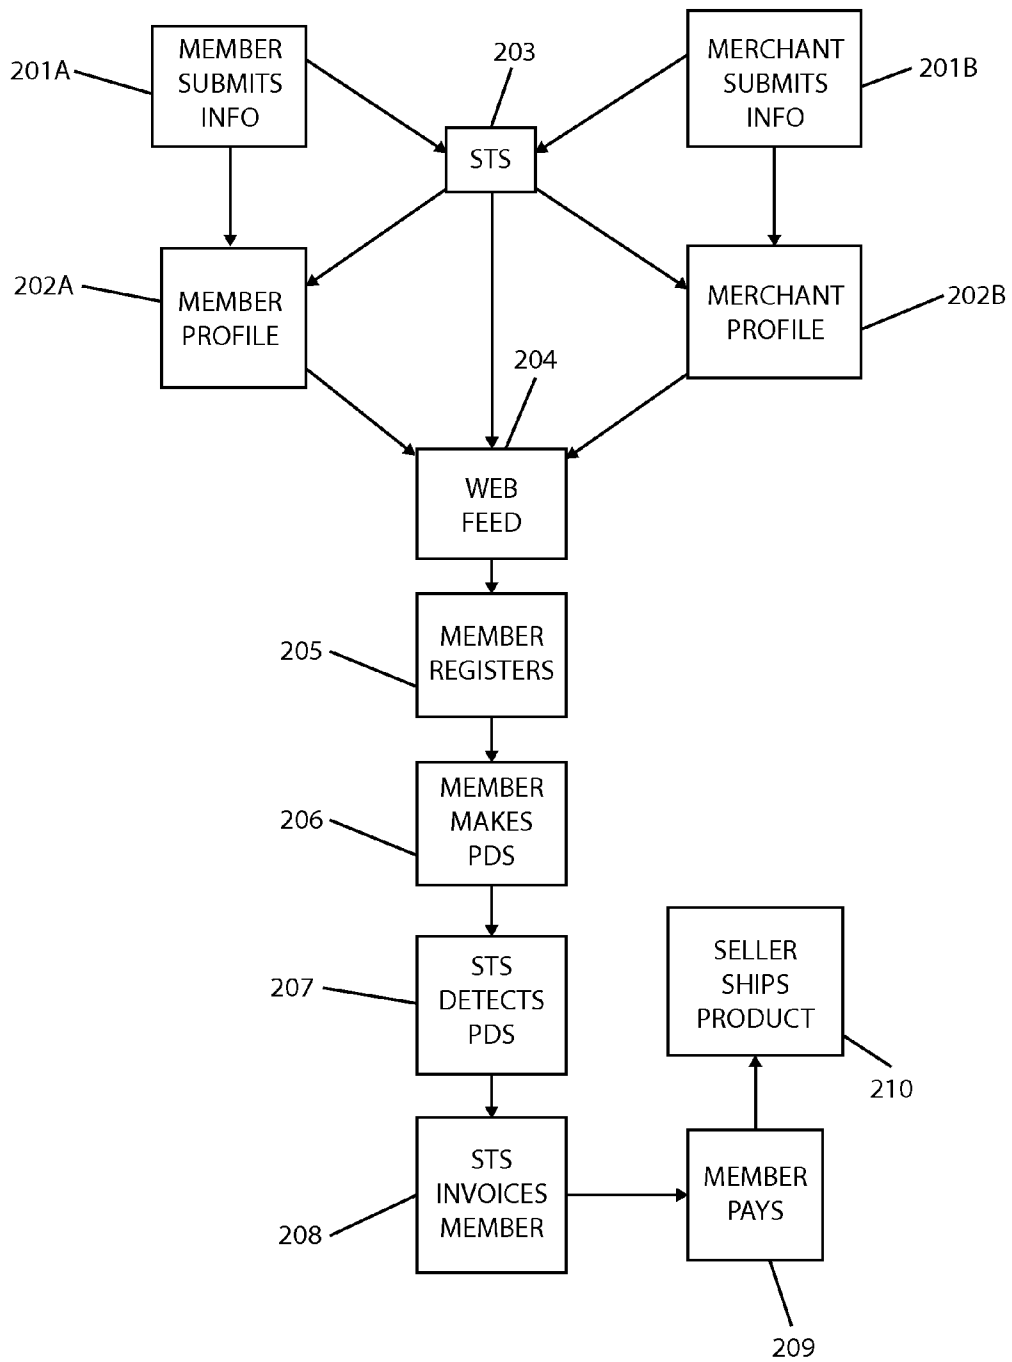 201A
MEMBER
SUBMITS
INFO
203
MERCHANT
SUBMITS
INFO
201B
STS
202A
MEMBER
PROFILE
MERCHANT
PROFILE
202B
204
WEB
FEED
205
MEMBER
REGISTERS
206
MEMBER
MAKES
PDS
207
STS
DETECTS
PDS
SELLER
SHIPS
PRODUCT
210
208
STS
INVOICES
MEMBER
MEMBER
PAYS
209